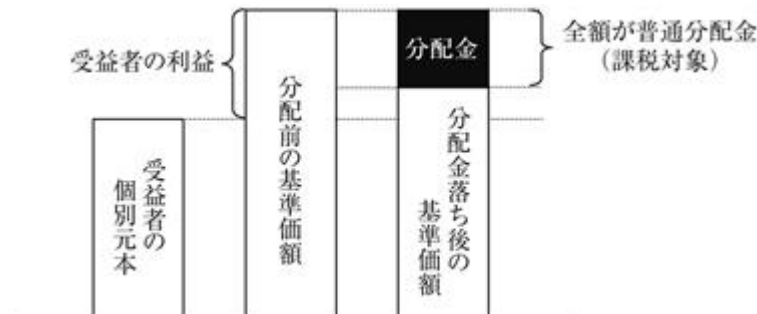 受益者の利益
受益者の
個別元本
分配前の基準価額
分配金
分配金落ち後の
基準価額
全額が普通分配金
（課税対象）